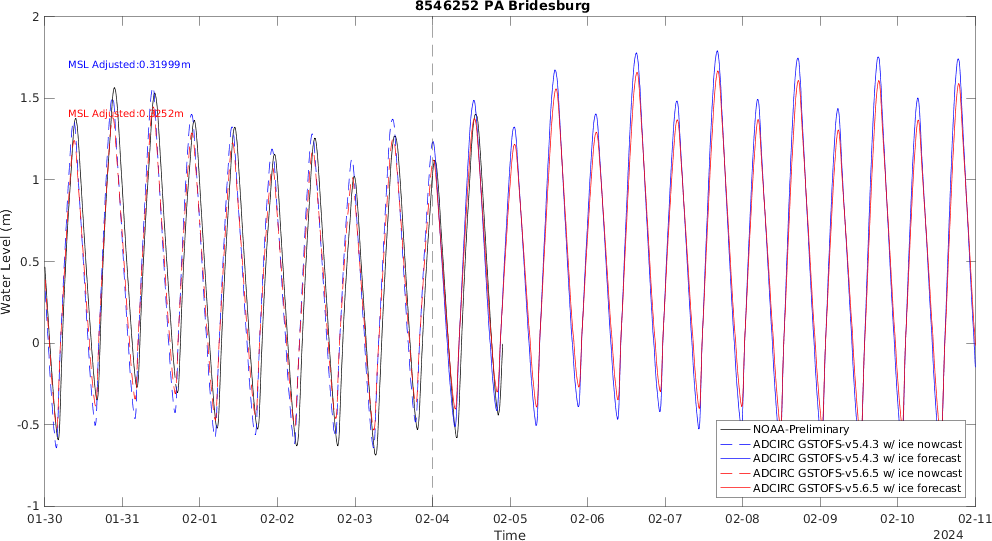 8546252 PA Bridesburg
2
1.5
1
0.5
0
-0.5
-1
Water Level (m)
MSL Adjusted:0.31999m
MSL Adjusted:0.3252m
NOAA-Preliminary
ADCIRC GSTOFS-v5.4.3 w/ ice nowcast
ADCIRC GSTOFS-v5.4.3 w/ ice forecast
ADCIRC GSTOFS-v5.6.5 w/ ice nowcast
ADCIRC GSTOFS-v5.6.5 w/ ice forecast
01-30 01-31 02-01 02-02 02-03 02-04 02-05 02-06 02-07 02-08 02-09 02-10 02-11
Time
2024